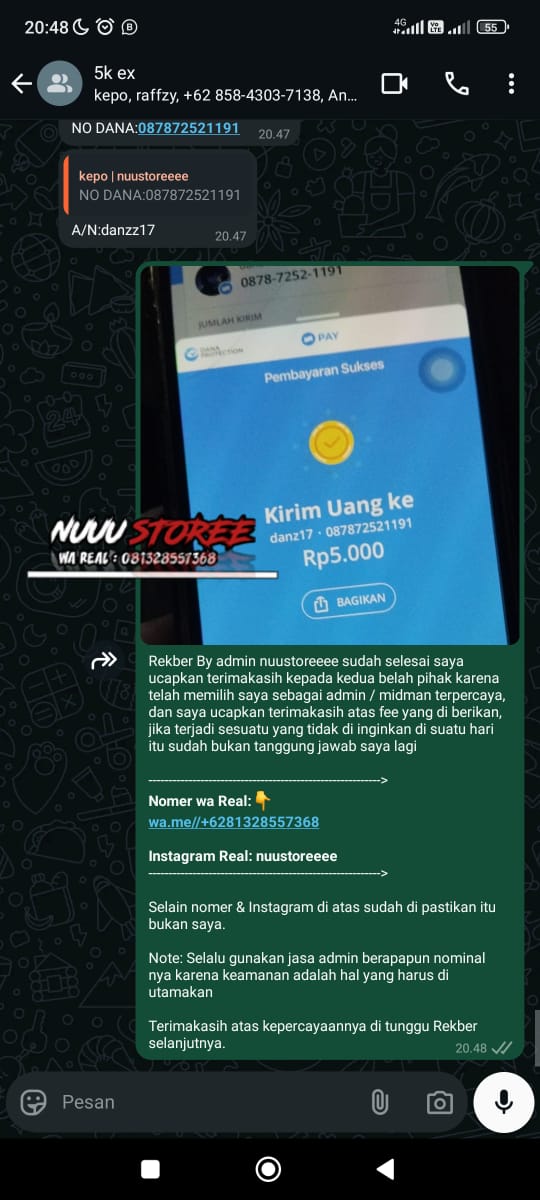 20:48
4G
Vo LTE
55
5k ex
kepo, raffzy, +62 858-4303-7138, An...
NO DANA:087872521191
20.47
kepo | nuustoreeee
NO DANA:087872521191
A/N:danzz17
20.47
0878-7252-1191
JUMLAH KIRIM
DANA PROTECTION
PAY
Pembayaran Sukses
Kirim Uang ke
danz17 · 087872521191
Rp5.000
BAGIKAN
NUUU STOREE
WA REAL : 081328557368
Rekber By admin nuustoreeee sudah selesai saya
ucapkan terimakasih kepada kedua belah pihak karena
telah memilih saya sebagai admin / midman terpercaya,
dan saya ucapkan terimakasih atas fee yang di berikan,
jika terjadi sesuatu yang tidak di inginkan di suatu hari
itu sudah bukan tanggung jawab saya lagi
----------------------------------------------------------->
Nomer wa Real:👇
wa.me//+6281328557368
Instagram Real: nuustoreeee
----------------------------------------------------------->
Selain nomer & Instagram di atas sudah di pastikan itu
bukan saya.
Note: Selalu gunakan jasa admin berapapun nominal
nya karena keamanan adalah hal yang harus di
utamakan
Terimakasih atas kepercayaannya di tunggu Rekber
selanjutnya.
20.48
Pesan